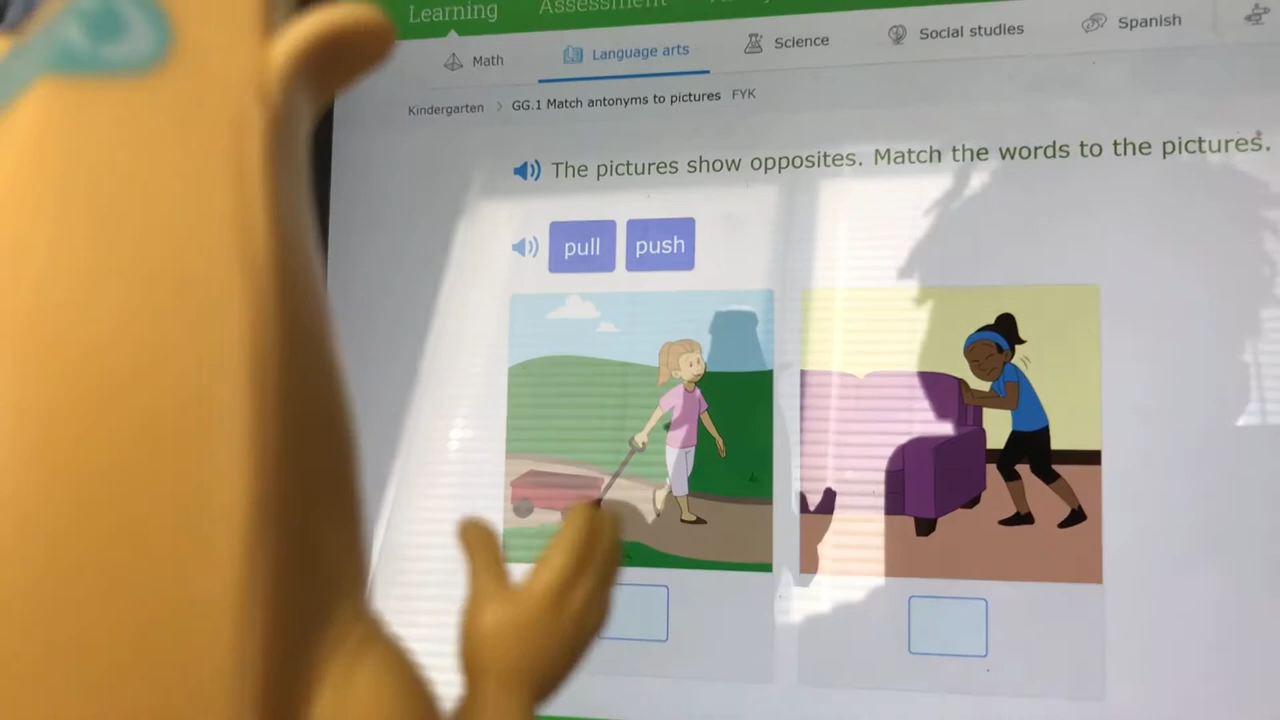 Learning Assessment
Math Language arts Science Social studies Spanish
Kindergarten > GG.1 Match antonyms to pictures FYK
The pictures show opposites. Match the words to the pictures.
pull push